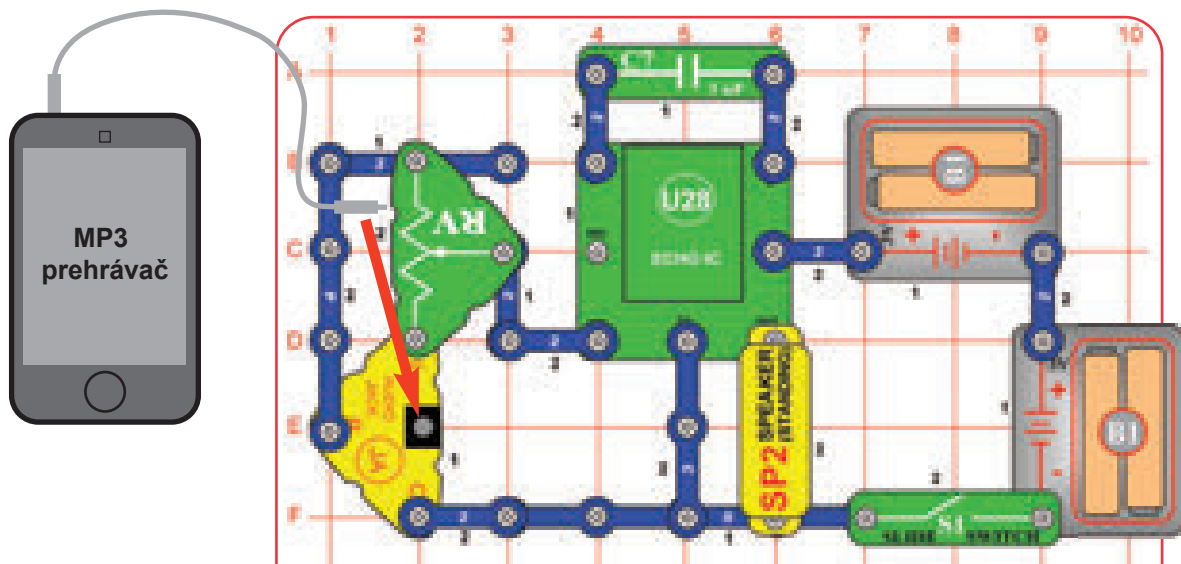 1 2 3 4 5 6 7 8 9 10
MP3
prehrávač
A
B
C
D
E
F
C7
U28
RV
SP2 SPEAKER
(STANDING)
S1
SLIDE SWITCH
B1